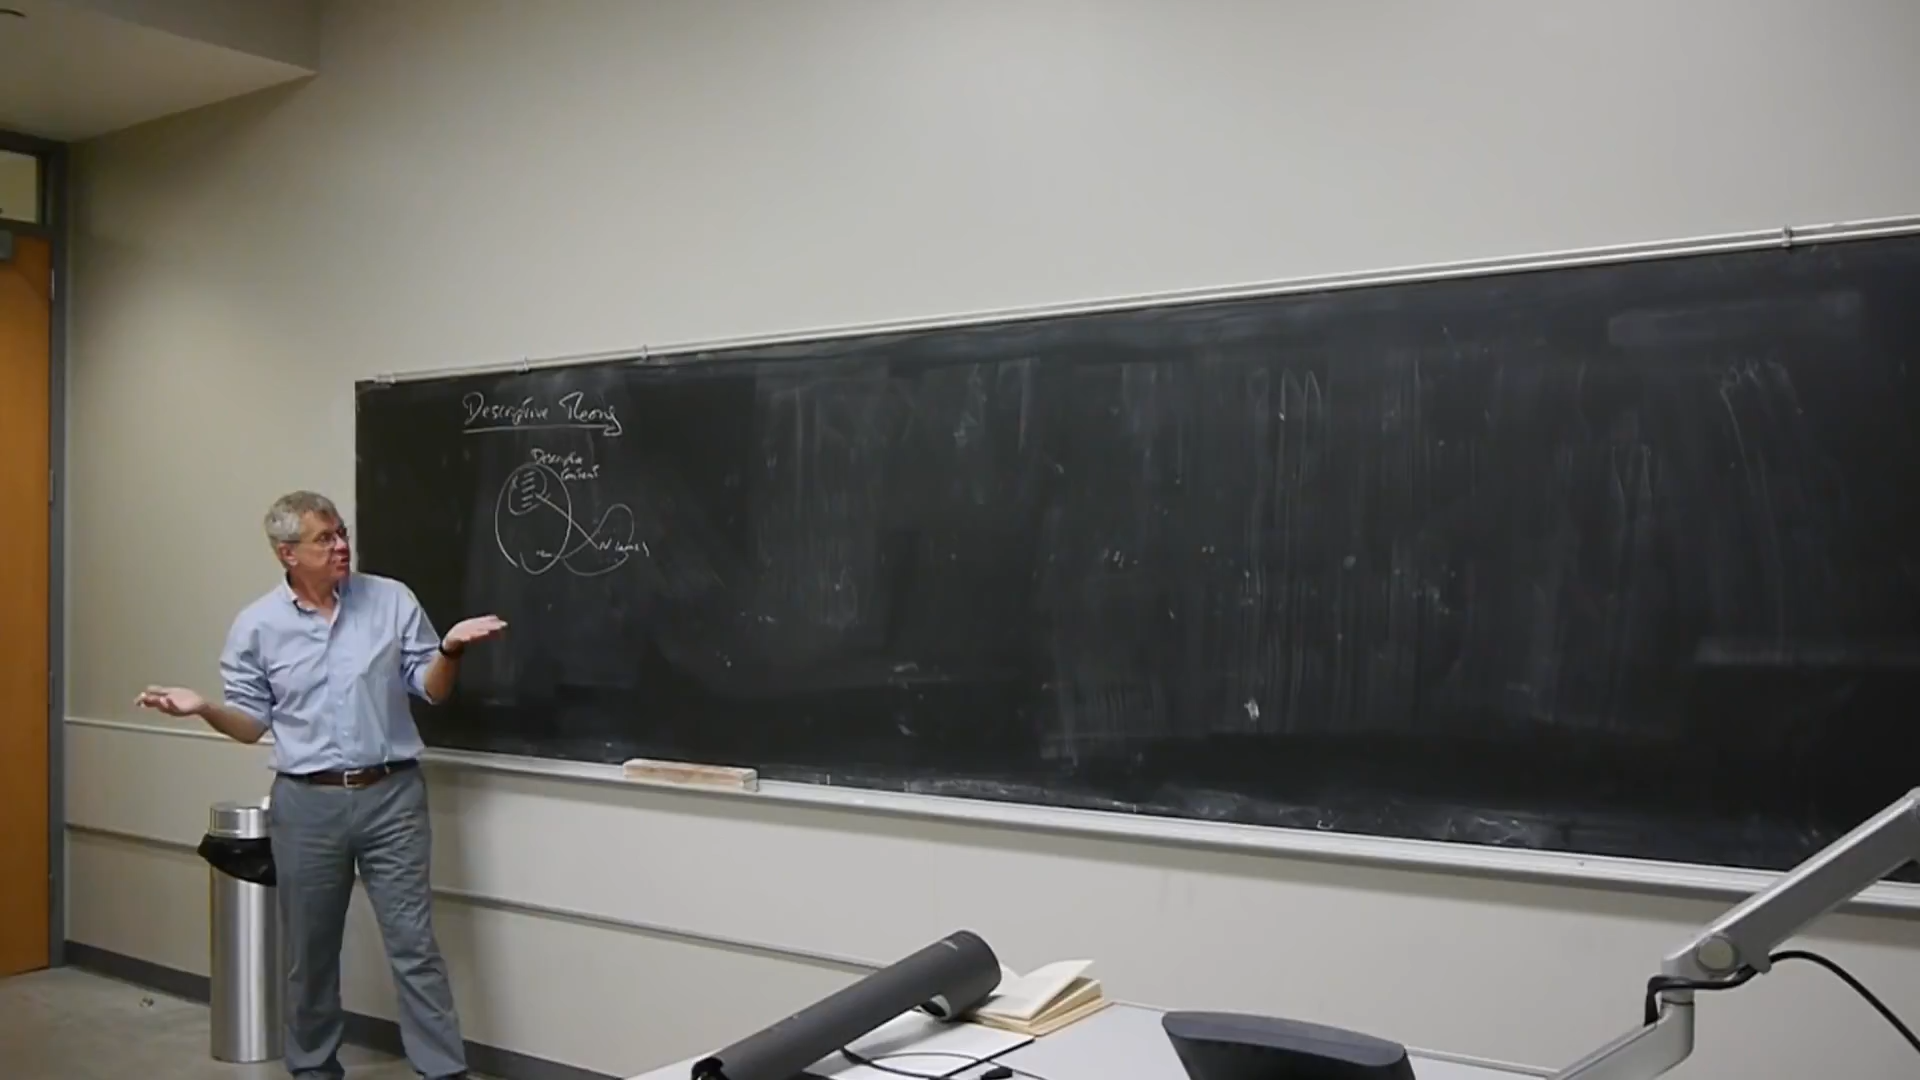 Descriptive Theory
Descriptive
Content
Names